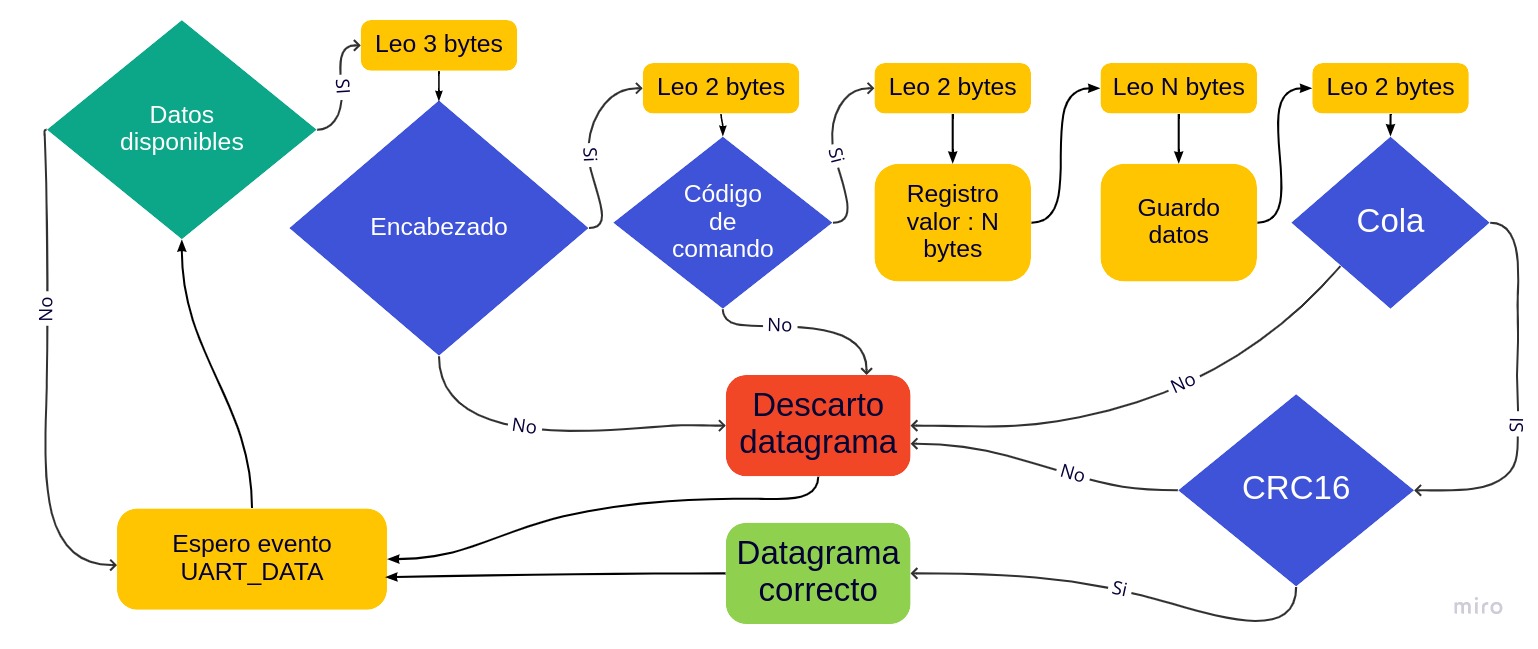 Datos
disponibles
SI
Leo 3 bytes
Encabezado
Si
Leo 2 bytes
Código
de
comando
Si
Leo 2 bytes
Registro
valor : N
bytes
Leo N bytes
Guardo
datos
Leo 2 bytes
Cola
SI
No
No
No
No
Descarto
datagrama
No
CRC16
Si
Datagrama
correcto
Espero evento
UART_DATA
miro